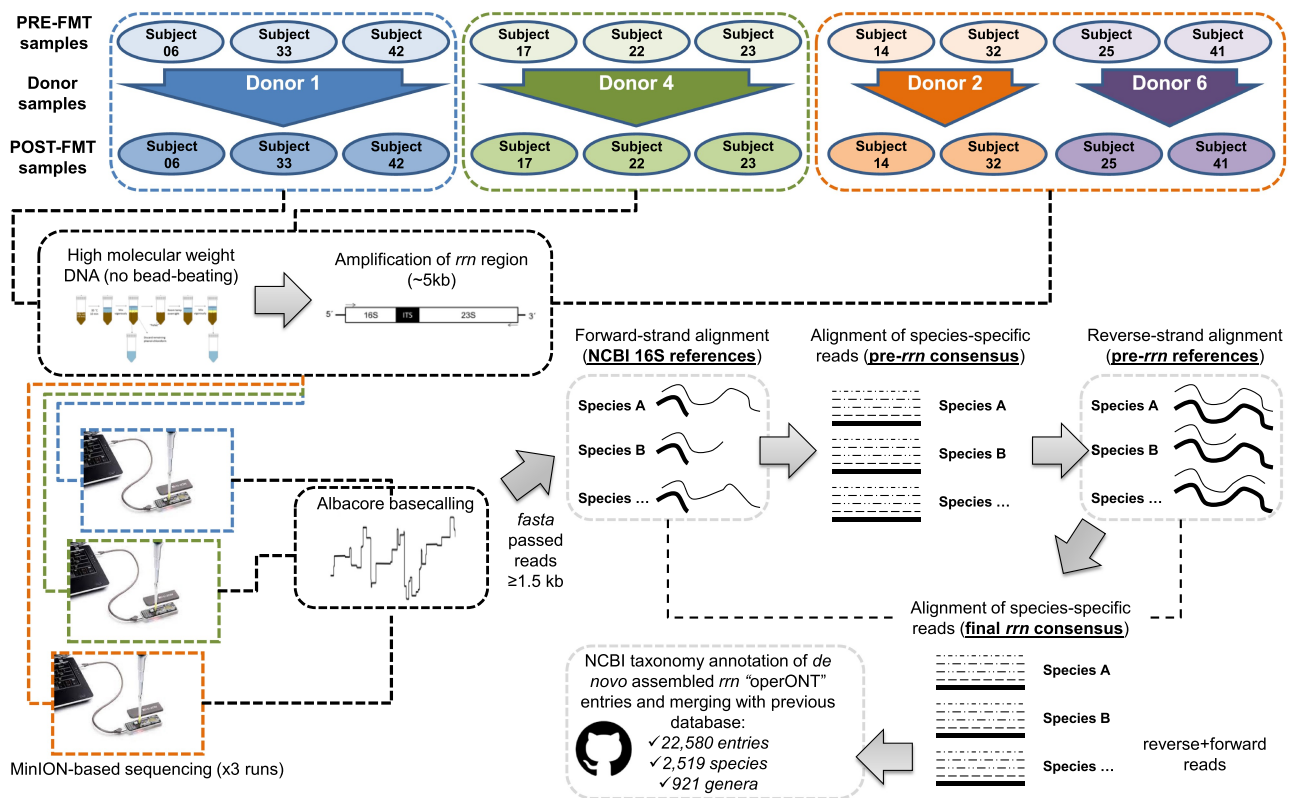 PRE-FMT
samples
Subject
06
Subject
33
Subject
42
Subject
17
Subject
22
Subject
23
Subject
14
Subject
32
Subject
25
Subject
41
Donor
samples
Donor 1
Donor 4
Donor 2
Donor 6
POST-FMT
samples
Subject
06
Subject
33
Subject
42
Subject
17
Subject
22
Subject
23
Subject
14
Subject
32
Subject
25
Subject
41
High molecular weight
DNA (no bead-beating)
Amplification of rrn region
(~5kb)
5´
16S
ITS
23S
3´
MinION-based sequencing (x3 runs)
Albacore basecalling
fasta
passed
reads
≥1.5 kb
Forward-strand alignment
(NCBI 16S references)
Species A
Species B
Species ...
Alignment of species-specific
reads (pre-rrn consensus)
Species A
Species B
Species ...
Reverse-strand alignment
(pre-rrn references)
Species A
Species B
Species ...
Alignment of species-specific
reads (final rrn consensus)
Species A
Species B
Species ...
reverse+forward
reads
NCBI taxonomy annotation of de
novo assembled rrn “operONT”
entries and merging with previous
database:
✓22,580 entries
✓2,519 species
✓921 genera